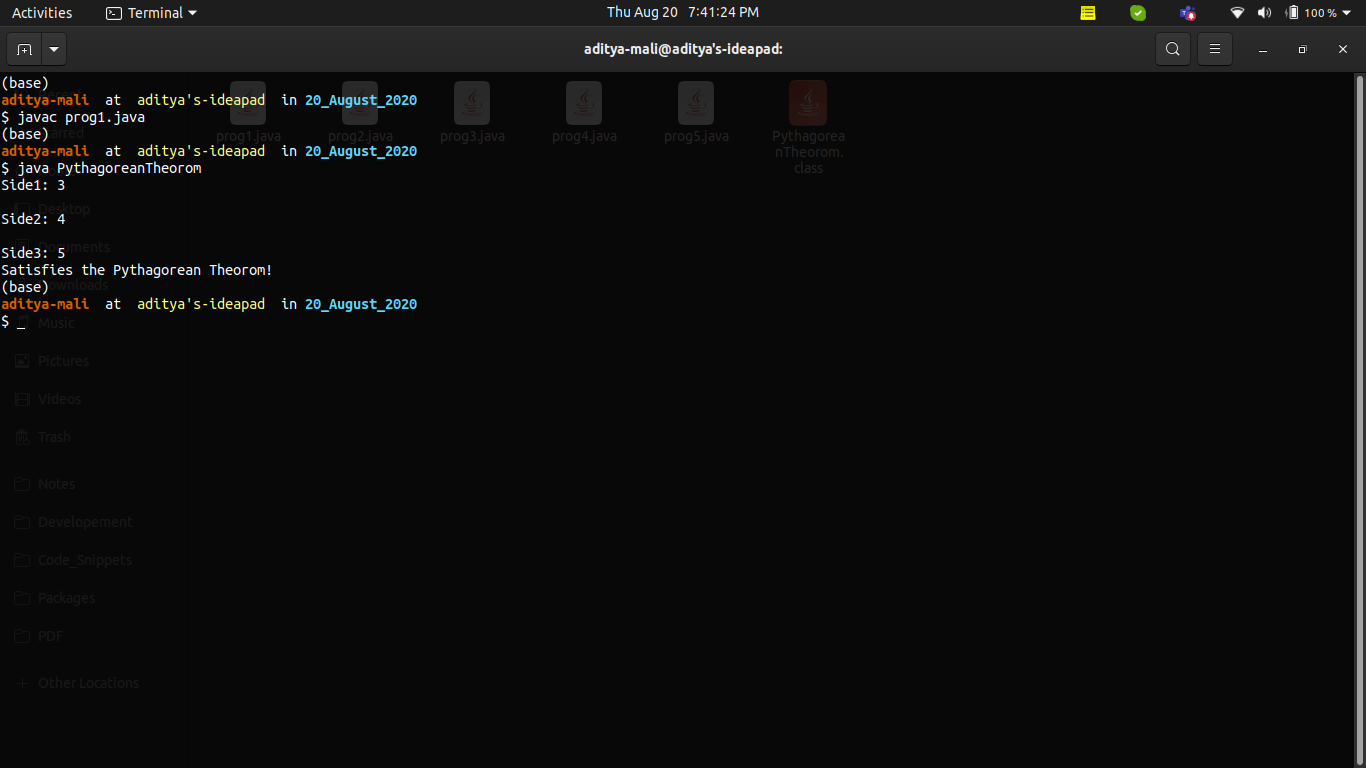 Activities Terminal Thu Aug 20 7:41:24 PM 100 %
aditya-mali@aditya's-ideapad:
(base)
aditya-mali at aditya's-ideapad in 20_August_2020
$ javac prog1.java
(base)
aditya-mali at aditya's-ideapad in 20_August_2020
$ java PythagoreanTheorom
Side1: 3
Side2: 4
Side3: 5
Satisfies the Pythagorean Theorom!
(base)
aditya-mali at aditya's-ideapad in 20_August_2020
$ _
prog1.java prog2.java prog3.java prog4.java prog5.java Pythagorea
nTheorom.
class
Desktop
Documents
Music
Pictures
Videos
Trash
Notes
Developement
Code_Snippets
Packages
PDF
Other Locations